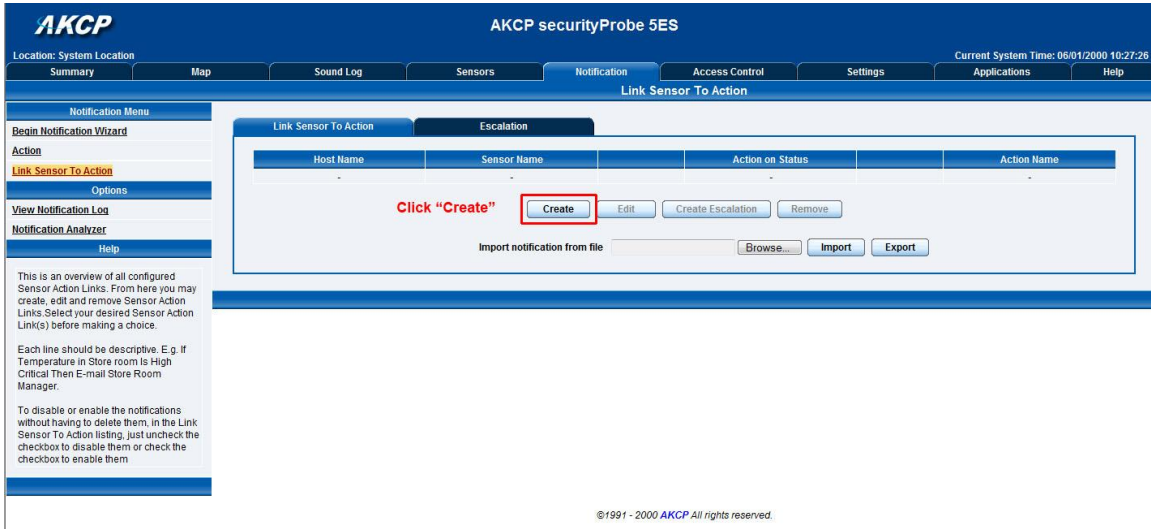 AKCP
AKCP securityProbe 5ES
Location: System Location
Current System Time: 06/01/2000 10:27:26
Summary
Map
Sound Log
Sensors
Notification
Access Control
Settings
Applications
Help
Link Sensor To Action
Notification Menu
Begin Notification Wizard
Action
Link Sensor To Action
Options
View Notification Log
Notification Analyzer
Help
This is an overview of all configured
Sensor Action Links. From here you may
create, edit and remove Sensor Action
Links.Select your desired Sensor Action
Link(s) before making a choice.
Each line should be descriptive. E.g. If
Temperature in Store room Is High
Critical Then E-mail Store Room
Manager.
To disable or enable the notifications
without having to delete them, in the Link
Sensor To Action listing, just uncheck the
checkbox to disable them or check the
checkbox to enable them
Link Sensor To Action
Escalation
Host Name
Sensor Name
Action on Status
Action Name
-
-
-
-
Click “Create”
Create
Edit
Create Escalation
Remove
Import notification from file
Browse...
Import
Export
©1991 - 2000 AKCP All rights reserved.